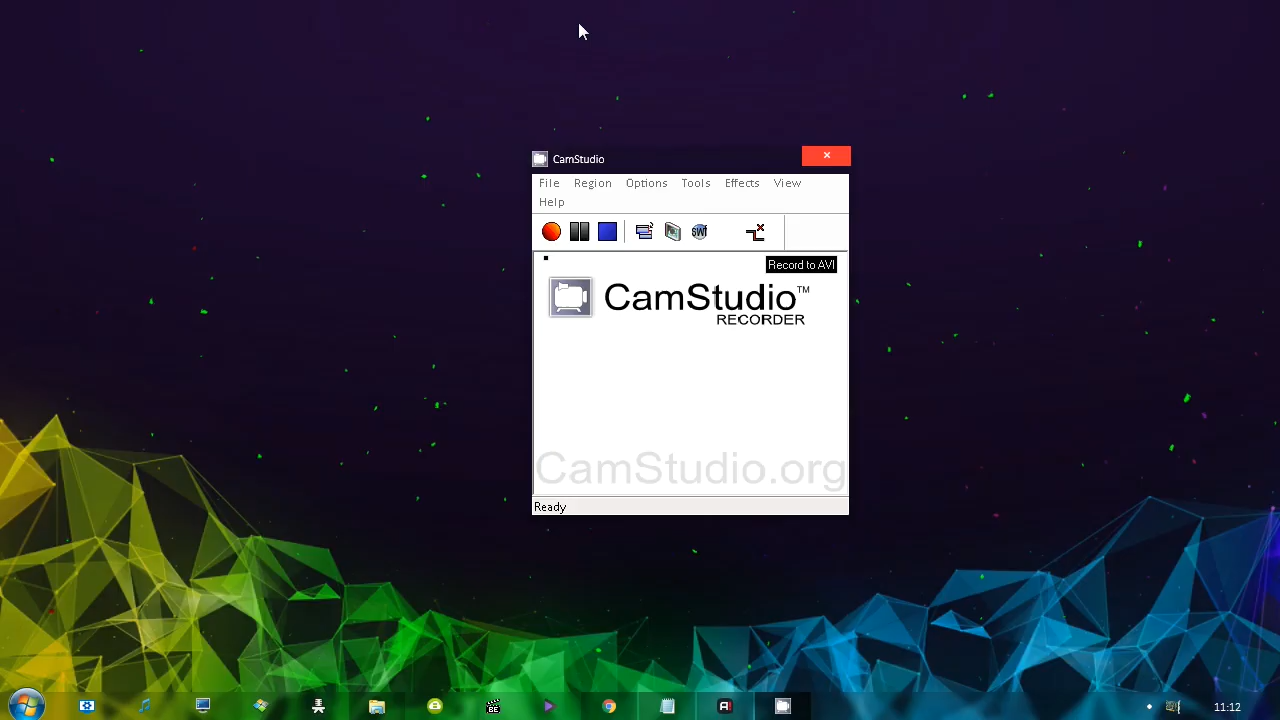 CamStudio
×
File Region Options Tools Effects View
Help
SWF
Record to AVI
CamStudio™
RECORDER
CamStudio.org
Ready
BE
A!
11:12